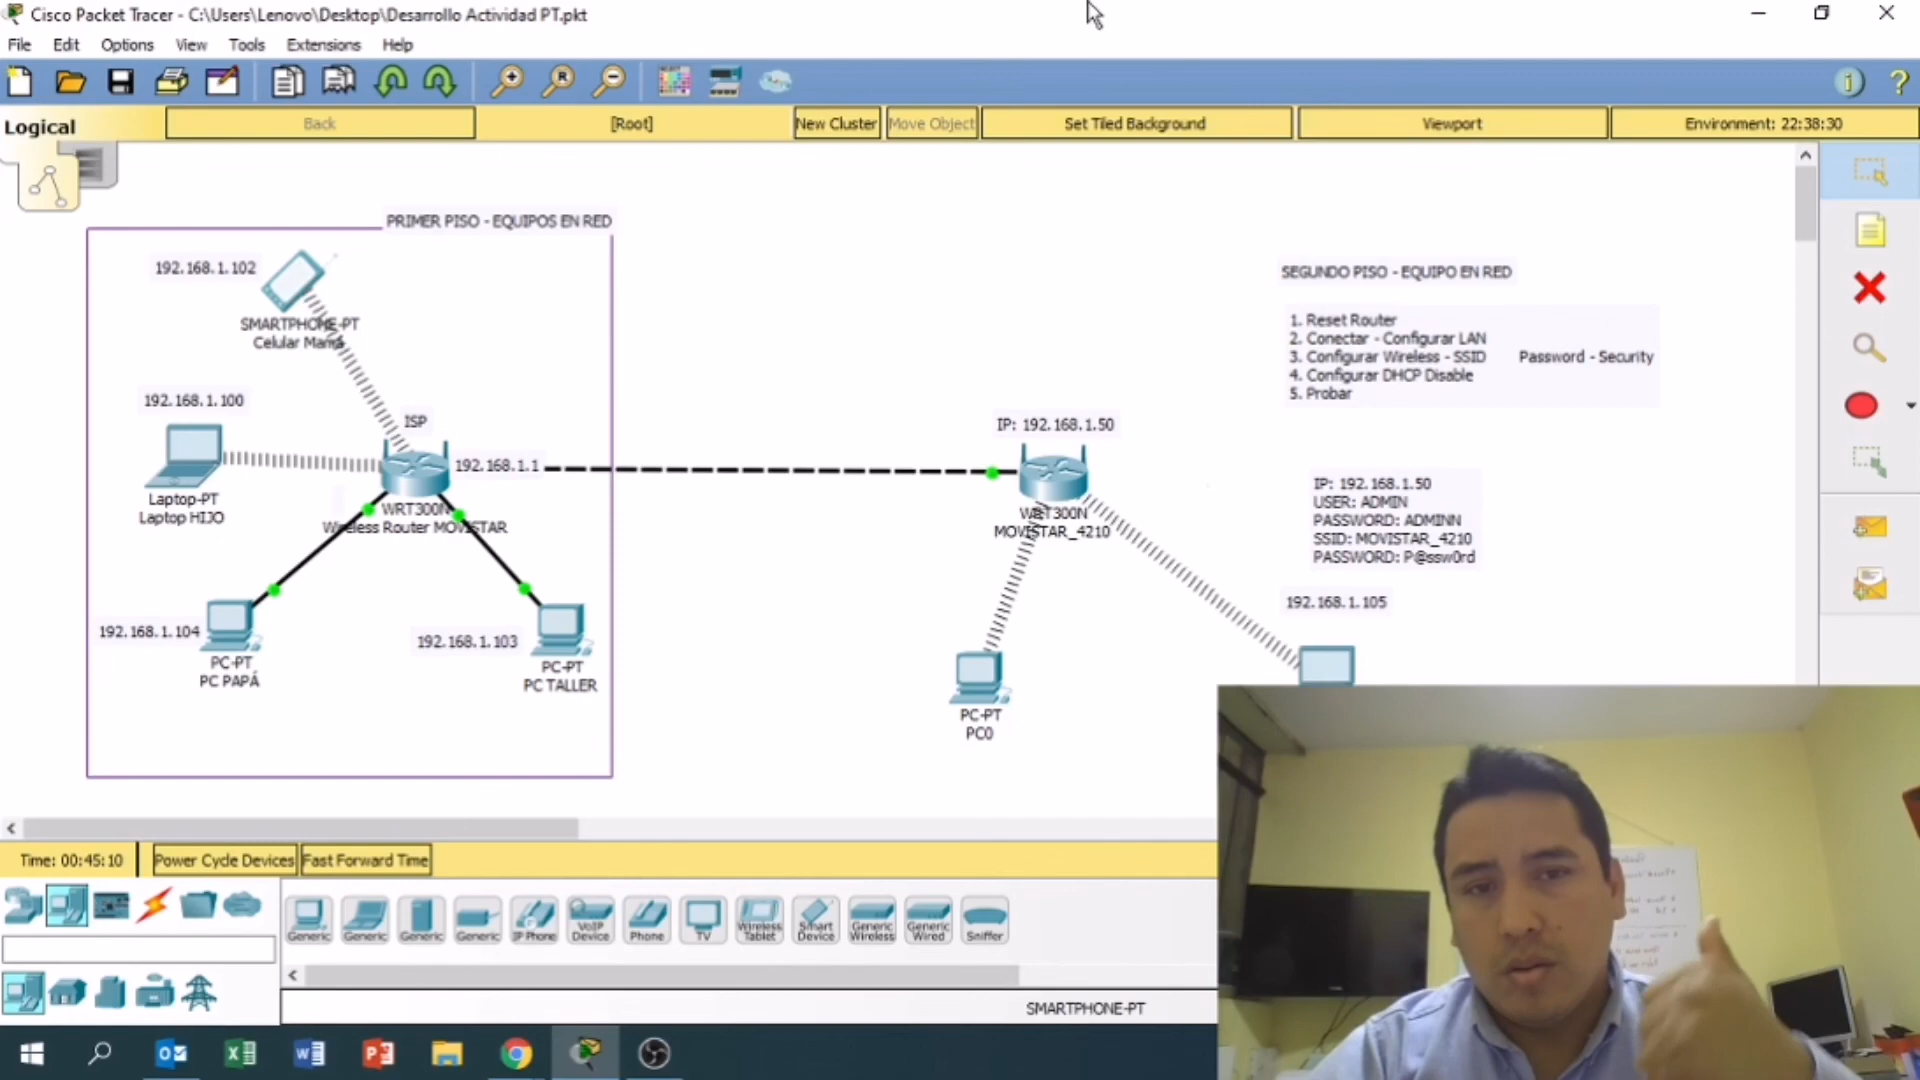 Cisco Packet Tracer - C:\Users\Lenovo\Desktop\Desarrollo Actividad PT.pkt
File Edit Options View Tools Extensions Help
Logical
Back
[Root]
New Cluster
Move Object
Set Tiled Background
Viewport
Environment: 22:38:30
PRIMER PISO - EQUIPOS EN RED
192.168.1.102
SMARTPHONE-PT
Celular Mamá
192.168.1.100
Laptop-PT
Laptop HIJO
ISP
192.168.1.1
WRT300N
Wireless Router MOVISTAR
192.168.1.104
PC-PT
PC PAPÁ
192.168.1.103
PC-PT
PC TALLER
IP: 192.168.1.50
WRT300N
MOVISTAR_4210
PC-PT
PC0
SEGUNDO PISO - EQUIPO EN RED
1. Reset Router
2. Conectar - Configurar LAN
3. Configurar Wireless - SSID Password - Security
4. Configurar DHCP Disable
5. Probar
IP: 192.168.1.50
USER: ADMIN
PASSWORD: ADMINN
SSID: MOVISTAR_4210
PASSWORD: P@ssw0rd
192.168.1.105
Time: 00:45:10
Power Cycle Devices
Fast Forward Time
Generic
Generic
Generic
Generic
IP Phone
VoIP Device
Phone
TV
Wireless Tablet
Smart Device
Generic Wireless
Generic Wired
Sniffer
SMARTPHONE-PT